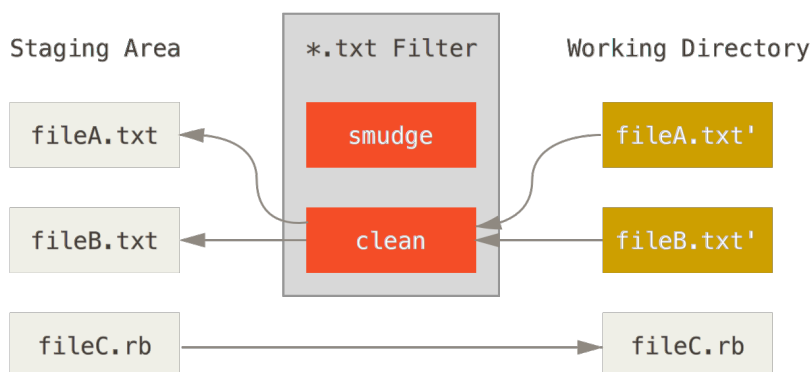 Staging Area
*.txt Filter
Working Directory
fileA.txt
smudge
fileA.txt'
fileB.txt
clean
fileB.txt'
fileC.rb
fileC.rb